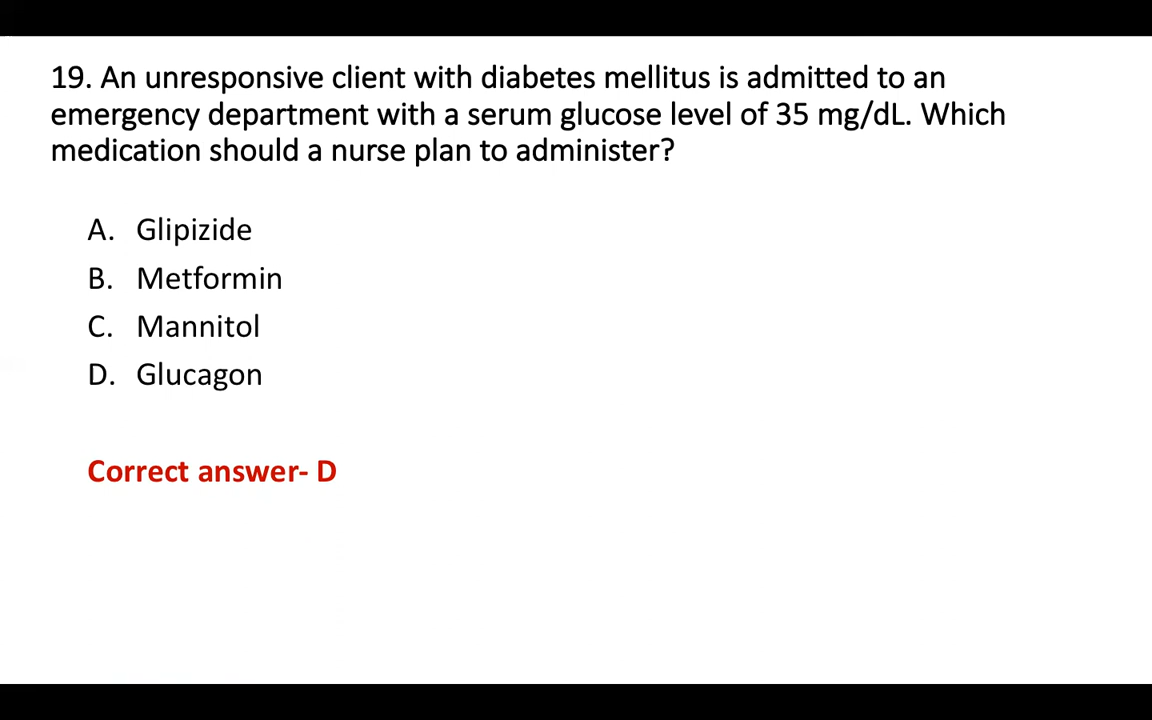 19. An unresponsive client with diabetes mellitus is admitted to an
emergency department with a serum glucose level of 35 mg/dL. Which
medication should a nurse plan to administer?
A. Glipizide
B. Metformin
C. Mannitol
D. Glucagon
Correct answer- D